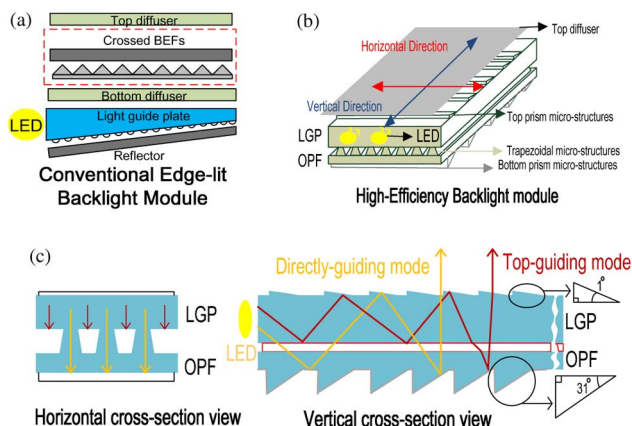 (a)
Top diffuser
Crossed BEFs
Bottom diffuser
LED
Light guide plate
Reflector
Conventional Edge-lit
Backlight Module
(b)
Top diffuser
Horizontal Direction
Vertical Direction
Top prism micro-structures
LGP
LED
OPF
Trapezoidal micro-structures
Bottom prism micro-structures
High-Efficiency Backlight module
(c)
LGP
OPF
Horizontal cross-section view
Directly-guiding mode
Top-guiding mode
LED
1°
LGP
OPF
31°
Vertical cross-section view